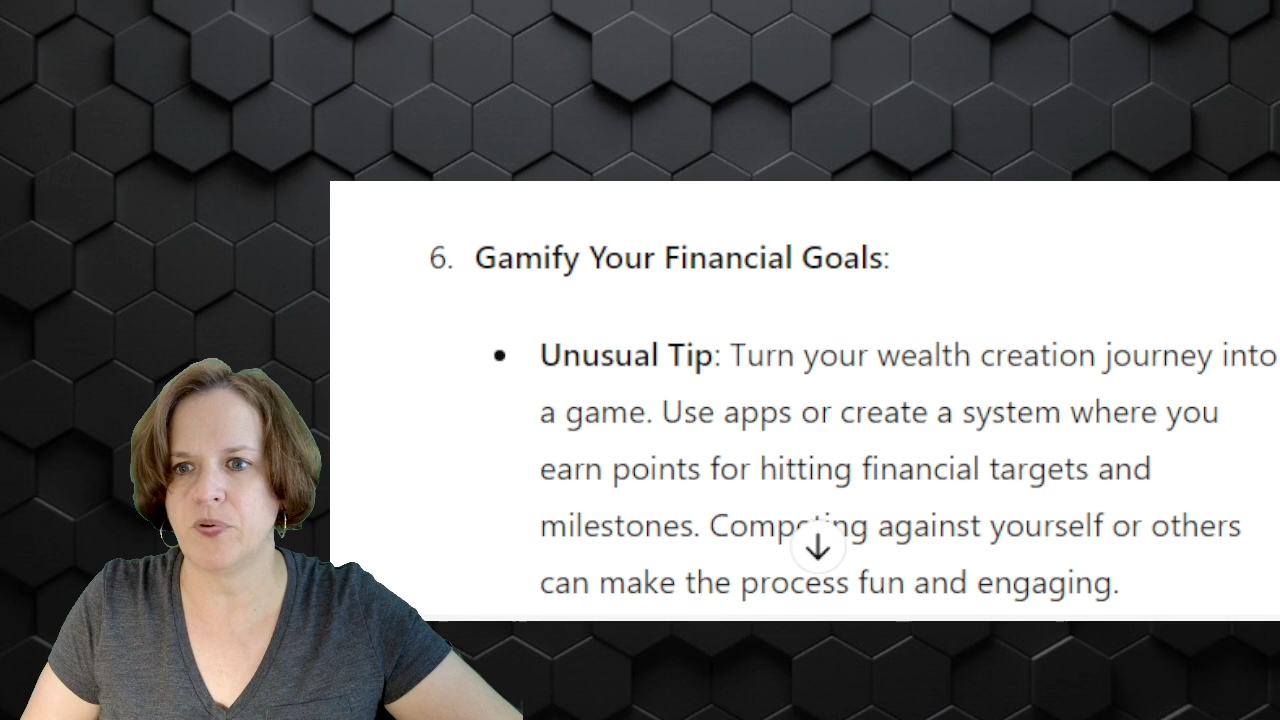 6. Gamify Your Financial Goals:
• Unusual Tip: Turn your wealth creation journey into
a game. Use apps or create a system where you
earn points for hitting financial targets and
milestones. Competing against yourself or others
can make the process fun and engaging.